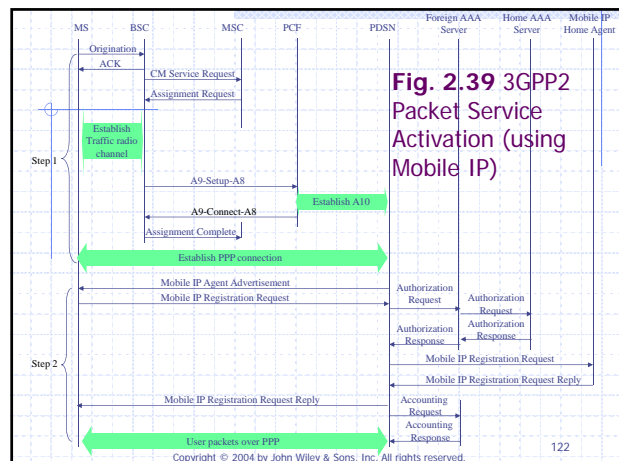 Foreign AAA Home AAA Mobile IP
MS BSC MSC PCF PDSN Server Server Home Agent
Origination
ACK
CM Service Request
Assignment Request
Fig. 2.39 3GPP2
Packet Service
Activation (using
Mobile IP)
Establish
Traffic radio
channel
Step 1
A9-Setup-A8
Establish A10
A9-Connect-A8
Assignment Complete
Establish PPP connection
Mobile IP Agent Advertisement
Mobile IP Registration Request
Authorization
Request
Authorization
Request
Authorization
Response
Authorization
Response
Step 2
Mobile IP Registration Request
Mobile IP Registration Request Reply
Mobile IP Registration Request Reply
Accounting
Request
Accounting
Response
User packets over PPP
122
Copyright © 2004 by John Wiley & Sons, Inc. All rights reserved.